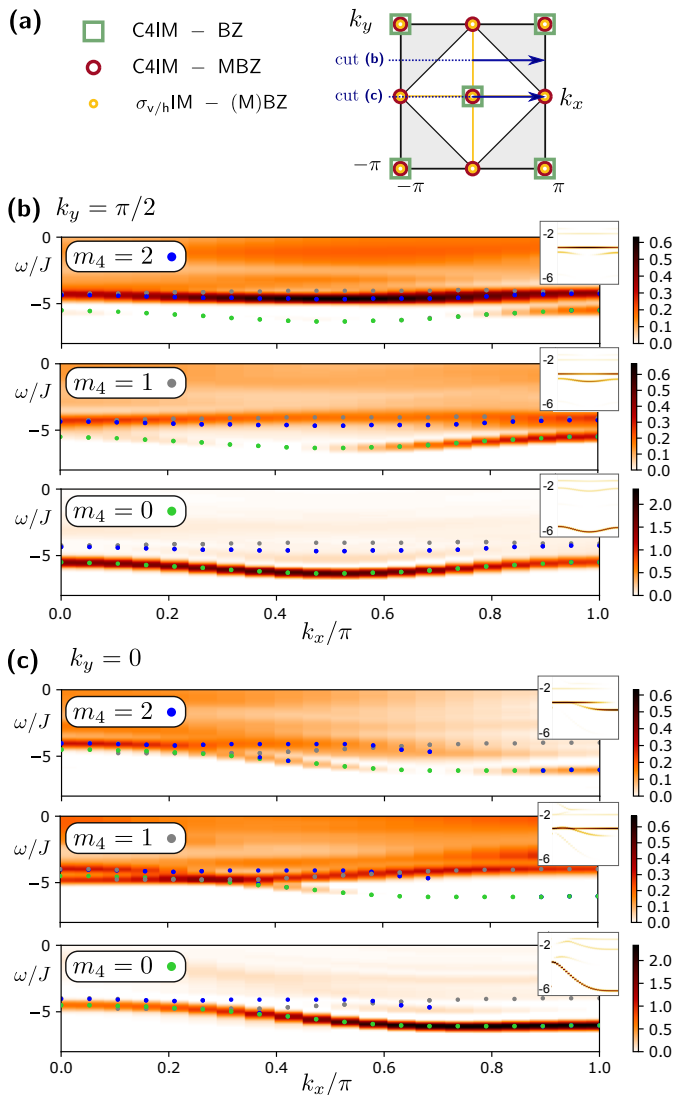 (a)
C4IM – BZ
C4IM – MBZ
σv/hIM – (M)BZ
ky
cut (b)
cut (c)
kx
−π
−π
π
(b) ky = π/2
0
ω/J
−5
m4 = 2
-2
-6
0.6
0.5
0.4
0.3
0.2
0.1
0.0
0
ω/J
−5
m4 = 1
-2
-6
0.6
0.5
0.4
0.3
0.2
0.1
0.0
0
ω/J
−5
m4 = 0
-2
-6
2.0
1.5
1.0
0.5
0.0
0.0 0.2 0.4 0.6 0.8 1.0
kx/π
(c) ky = 0
0
ω/J
−5
m4 = 2
-2
-6
0.6
0.5
0.4
0.3
0.2
0.1
0.0
0
ω/J
−5
m4 = 1
-2
-6
0.6
0.5
0.4
0.3
0.2
0.1
0.0
0
ω/J
−5
m4 = 0
-2
-6
2.0
1.5
1.0
0.5
0.0
0.0 0.2 0.4 0.6 0.8 1.0
kx/π